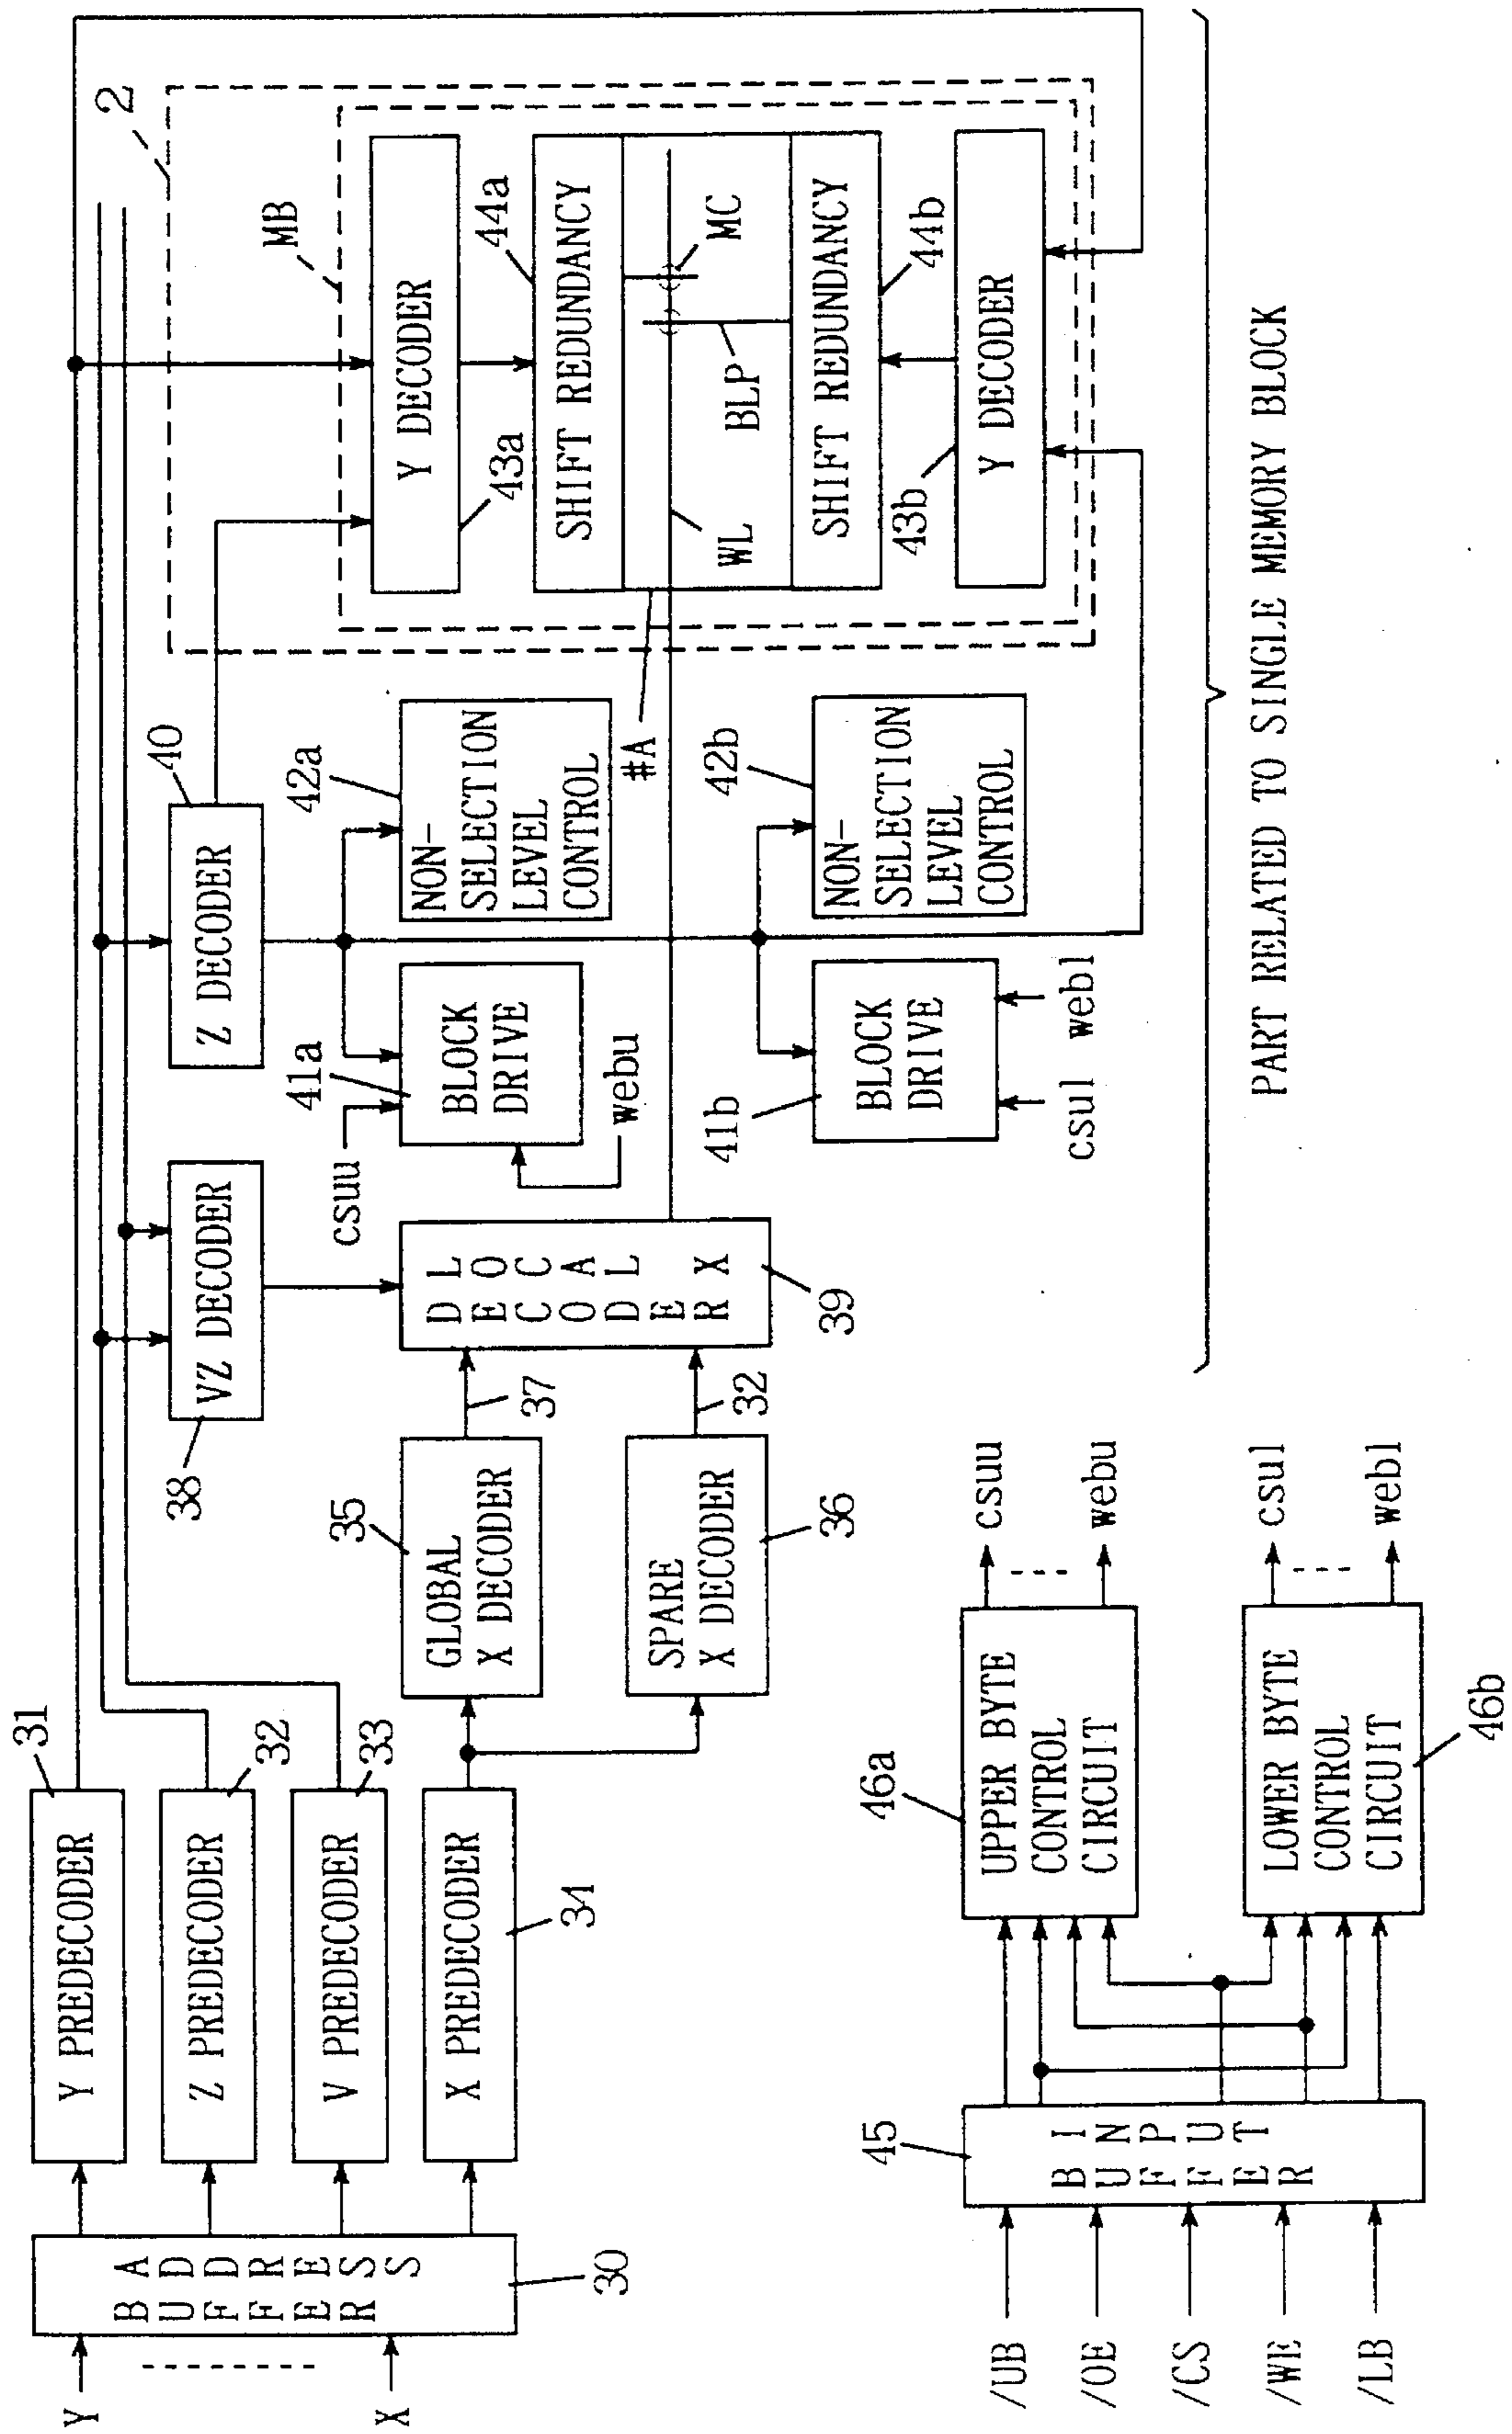 Y
X
ADDRESS
BUFFER
30
Y PREDECODER
31
Z PREDECODER
32
V PREDECODER
33
X PREDECODER
34
GLOBAL
X DECODER
35
SPARE
X DECODER
36
37
32
VZ DECODER
38
LOCAL X
DECODER
39
Z DECODER
40
csuu
41a
BLOCK
DRIVE
webu
42a
NON-
SELECTION
LEVEL
CONTROL
41b
BLOCK
DRIVE
csul
webl
42b
NON-
SELECTION
LEVEL
CONTROL
#A
2
MB
Y DECODER
43a
SHIFT REDUNDANCY
44a
WL
BLP
MC
SHIFT REDUNDANCY
44b
43b
Y DECODER
PART RELATED TO SINGLE MEMORY BLOCK
/UB
/OE
/CS
/WE
/LB
45
INPUT
BUFFER
46a
UPPER BYTE
CONTROL
CIRCUIT
csuu
webu
LOWER BYTE
CONTROL
CIRCUIT
46b
csul
webl